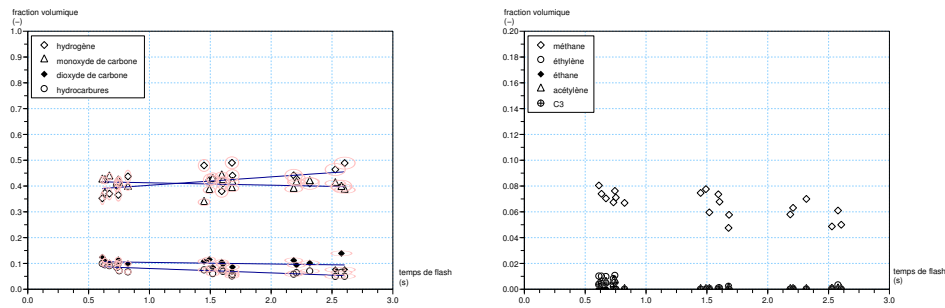 fraction volumique
(−)
1.0
0.9
0.8
0.7
0.6
0.5
0.4
0.3
0.2
0.1
0.0
hydrogène
monoxyde de carbone
dioxyde de carbone
hydrocarbures
0.0 0.5 1.0 1.5 2.0 2.5 3.0
temps de flash
(s)
fraction volumique
(−)
0.20
0.18
0.16
0.14
0.12
0.10
0.08
0.06
0.04
0.02
0.00
méthane
éthylène
éthane
acétylène
C3
0.0 0.5 1.0 1.5 2.0 2.5 3.0
temps de flash
(s)